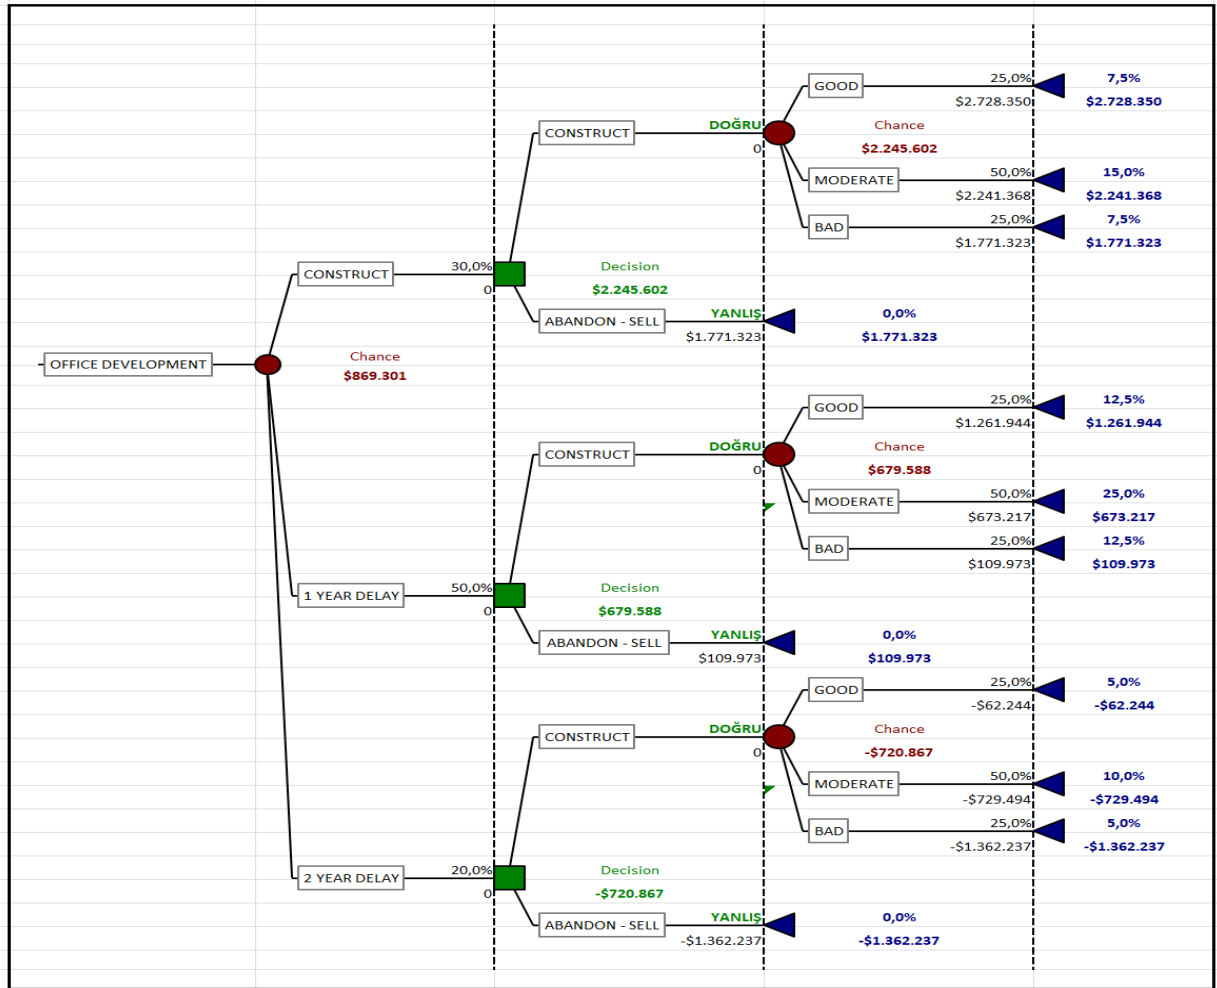 25,0%
7,5%
GOOD
$2.728.350
$2.728.350
CONSTRUCT
DOĞRU
Chance
0
$2.245.602
50,0%
15,0%
MODERATE
$2.241.368
$2.241.368
25,0%
7,5%
BAD
$1.771.323
$1.771.323
CONSTRUCT
30,0%
Decision
0
$2.245.602
YANLIŞ
0,0%
ABANDON - SELL
$1.771.323
$1.771.323
OFFICE DEVELOPMENT
Chance
$869.301
25,0%
12,5%
GOOD
$1.261.944
$1.261.944
CONSTRUCT
DOĞRU
Chance
0
$679.588
50,0%
25,0%
MODERATE
$673.217
$673.217
25,0%
12,5%
BAD
$109.973
$109.973
1 YEAR DELAY
50,0%
Decision
0
$679.588
YANLIŞ
0,0%
ABANDON - SELL
$109.973
$109.973
25,0%
5,0%
GOOD
-$62.244
-$62.244
CONSTRUCT
DOĞRU
Chance
0
-$720.867
50,0%
10,0%
MODERATE
-$729.494
-$729.494
25,0%
5,0%
BAD
-$1.362.237
-$1.362.237
2 YEAR DELAY
20,0%
Decision
0
-$720.867
YANLIŞ
0,0%
ABANDON - SELL
-$1.362.237
-$1.362.237